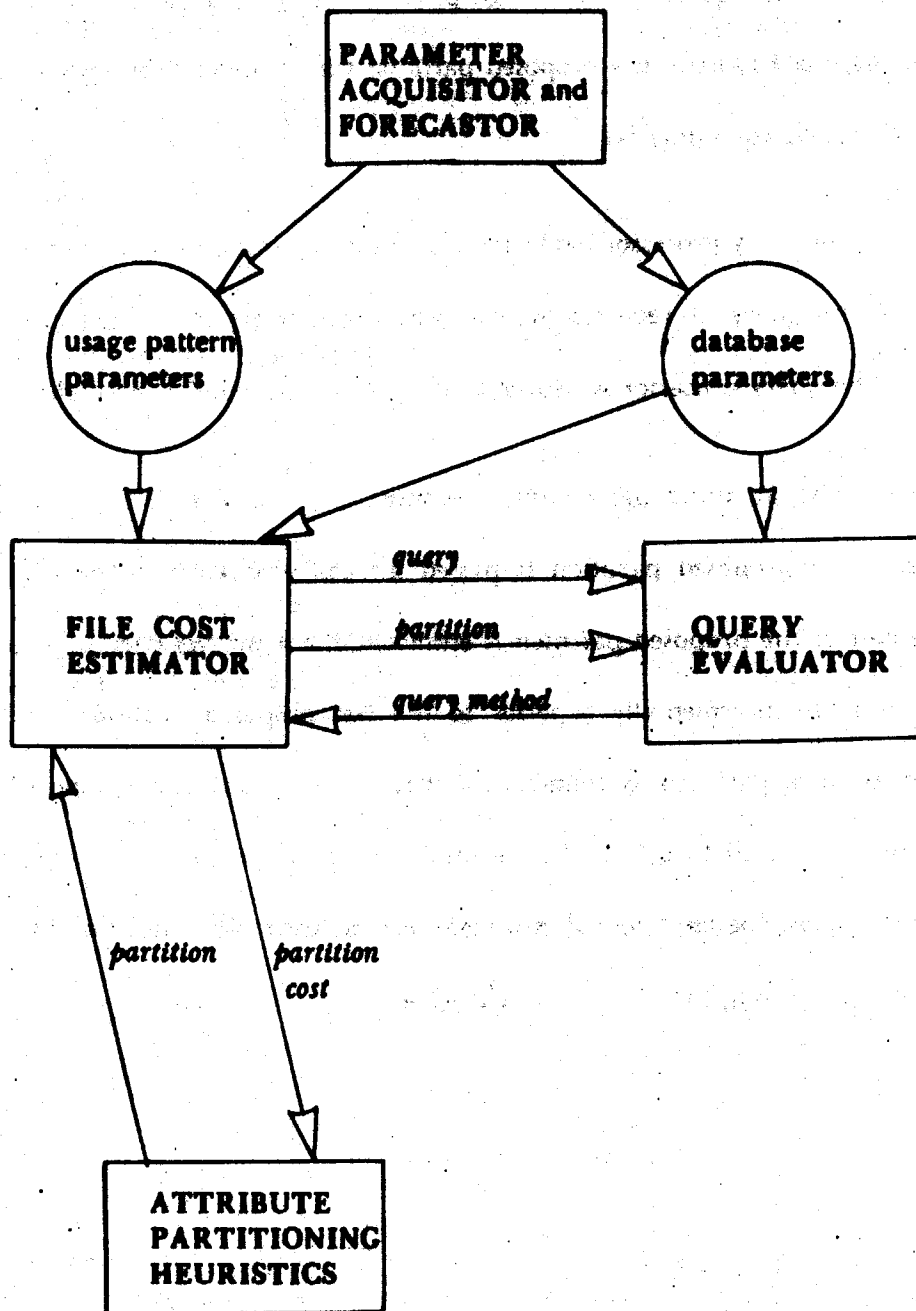 PARAMETER
ACQUISITOR and
FORECASTOR
usage pattern
parameters
database
parameters
query
FILE COST
ESTIMATOR
partition
QUERY
EVALUATOR
query method
partition
partition
cost
ATTRIBUTE
PARTITIONING
HEURISTICS